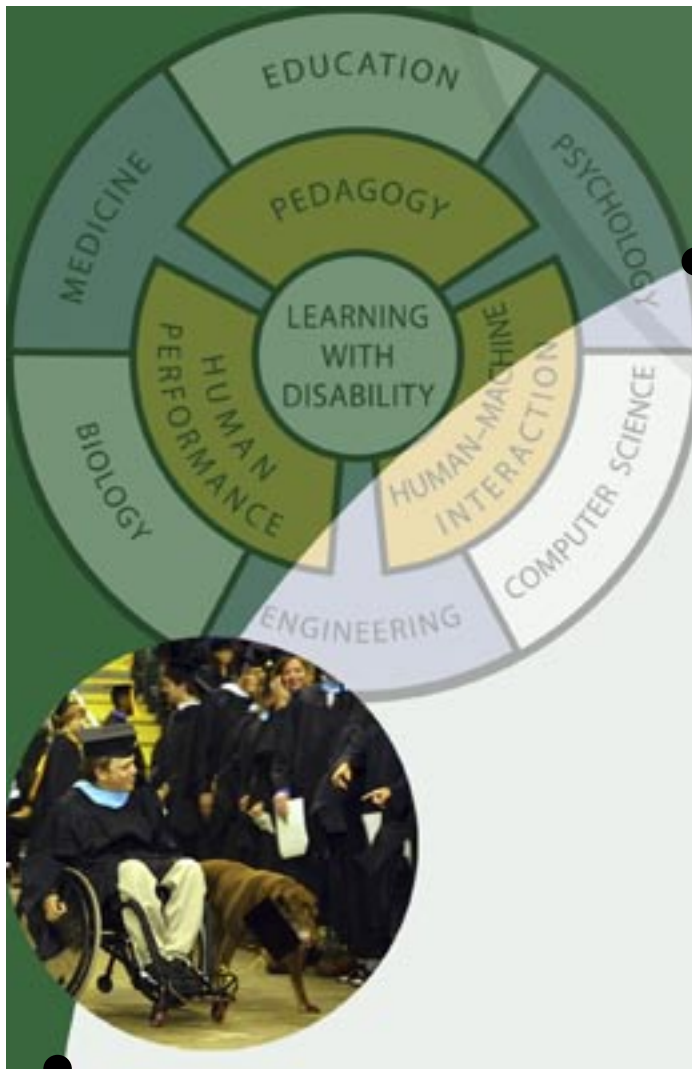 EDUCATION
MEDICINE
PSYCHOLOGY
PEDAGOGY
LEARNING
WITH
DISABILITY
HUMAN
PERFORMANCE
HUMAN–MACHINE
INTERACTION
BIOLOGY
COMPUTER SCIENCE
ENGINEERING